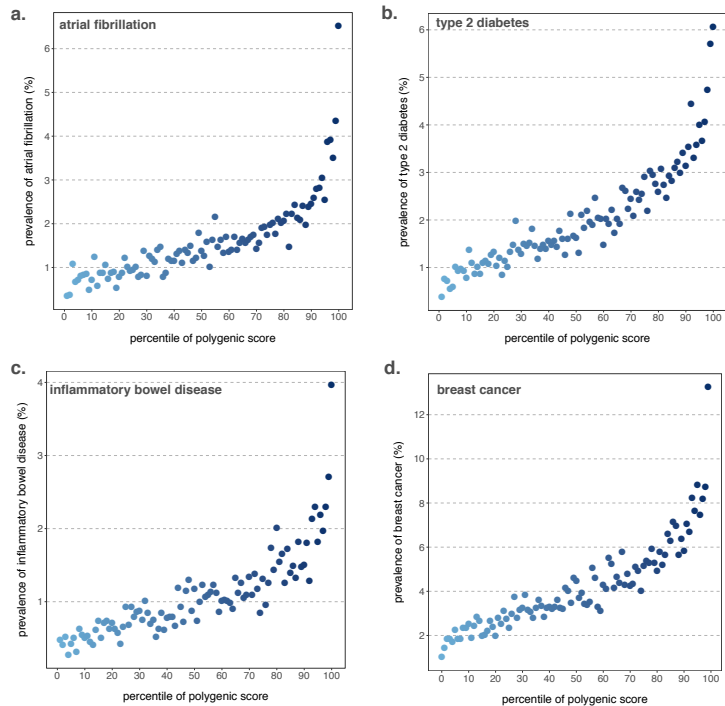 a.
atrial fibrillation
prevalence of atrial fibrillation (%)
6
5
4
3
2
1
0 10 20 30 40 50 60 70 80 90 100
percentile of polygenic score
b.
type 2 diabetes
prevalence of type 2 diabetes (%)
6
5
4
3
2
1
0 10 20 30 40 50 60 70 80 90 100
percentile of polygenic score
c.
inflammatory bowel disease
prevalence of inflammatory bowel disease (%)
4
3
2
1
0 10 20 30 40 50 60 70 80 90 100
percentile of polygenic score
d.
breast cancer
prevalence of breast cancer (%)
12
10
8
6
4
2
0 10 20 30 40 50 60 70 80 90 100
percentile of polygenic score